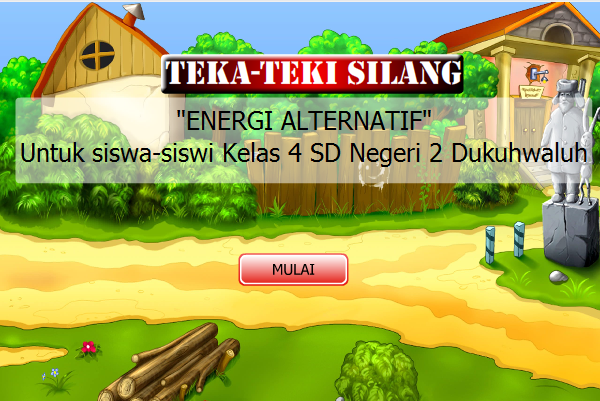 TEKA-TEKI SILANG
"ENERGI ALTERNATIF"
Untuk siswa-siswi Kelas 4 SD Negeri 2 Dukuhwaluh
MULAI